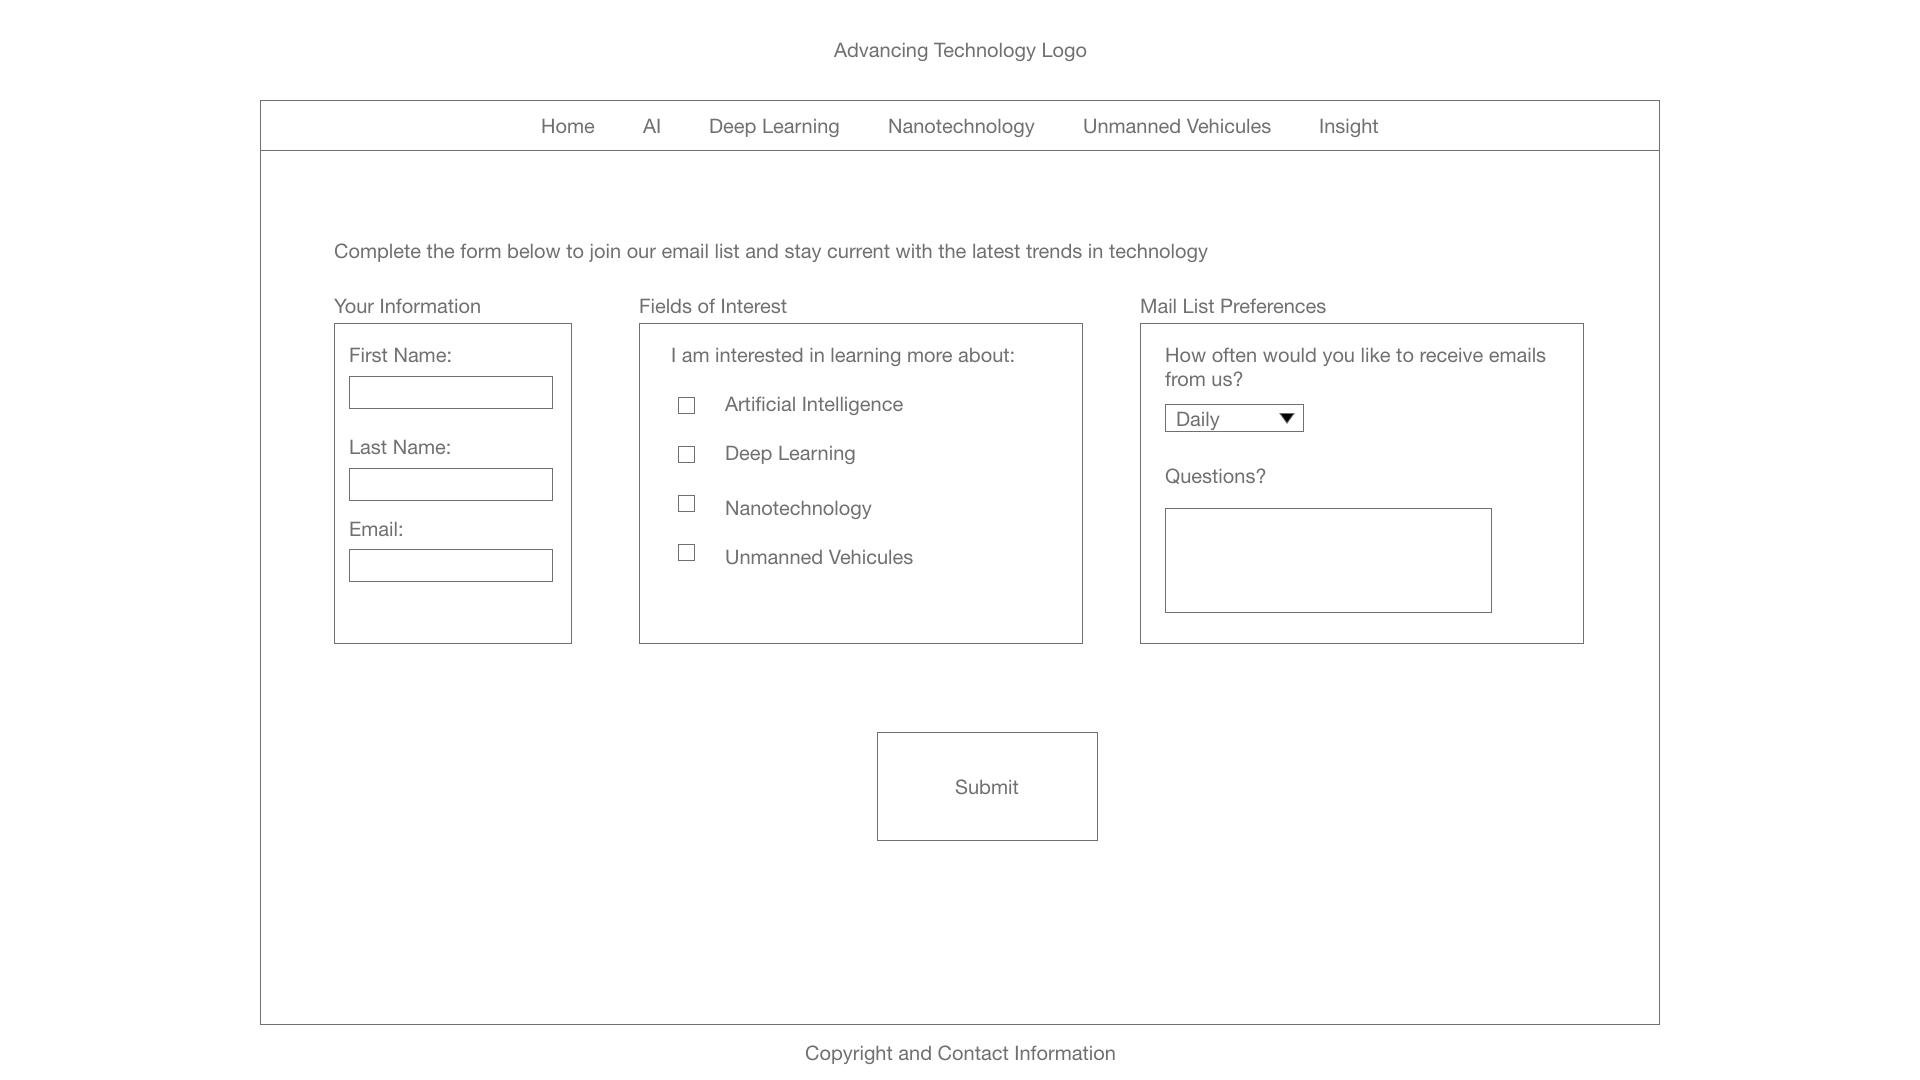 Advancing Technology Logo
Home AI Deep Learning Nanotechnology Unmanned Vehicules Insight
Complete the form below to join our email list and stay current with the latest trends in technology
Your Information
First Name:
Last Name:
Email:
Fields of Interest
I am interested in learning more about:
Artificial Intelligence
Deep Learning
Nanotechnology
Unmanned Vehicules
Mail List Preferences
How often would you like to receive emails
from us?
Daily
Questions?
Submit
Copyright and Contact Information